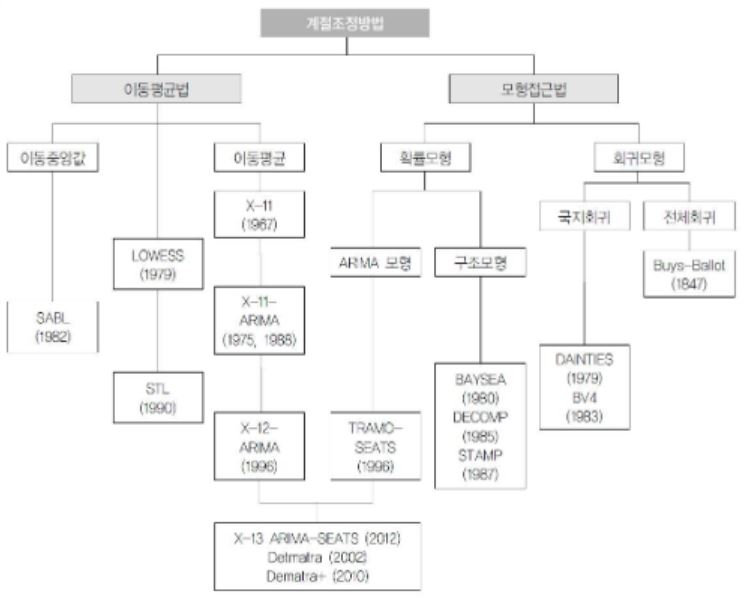 계절조정방법
이동평균법
모형접근법
이동중앙값
이동평균
확률모형
회귀모형
X-11
(1967)
국지회귀
전체회귀
LOWESS
(1979)
ARIMA 모형
구조모형
Buys-Ballot
(1847)
SABL
(1982)
X-11-
ARIMA
(1975, 1988)
STL
(1990)
BAYSEA
(1980)
DECOMP
(1985)
STAMP
(1987)
DAINTIES
(1979)
BV4
(1983)
X-12-
ARIMA
(1996)
TRAMO-
SEATS
(1996)
X-13 ARIMA-SEATS (2012)
Detmatra (2002)
Dematra+ (2010)